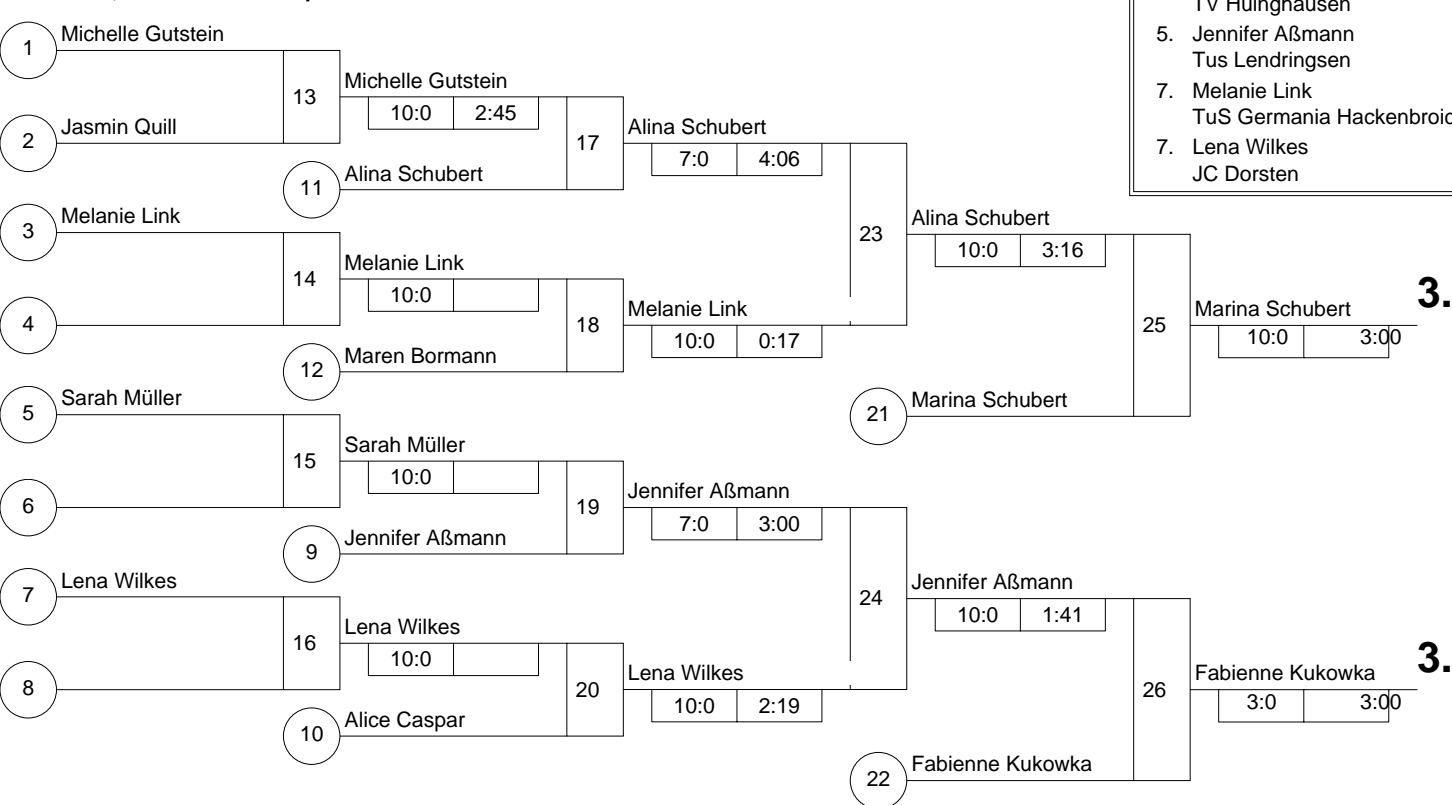 TV Hülnghausen
5. Jennifer Aßmann
Tus Lendringsen
7. Melanie Link
TuS Germania Hackenbroic
7. Lena Wilkes
JC Dorsten
1 Michelle Gutstein
13 Michelle Gutstein
10:0 2:45
2 Jasmin Quill
17 Alina Schubert
7:0 4:06
11 Alina Schubert
3 Melanie Link
23 Alina Schubert
10:0 3:16
14 Melanie Link
10:0
4
18 Melanie Link
10:0 0:17
12 Maren Bormann
25 Marina Schubert 3.
10:0 3:00
5 Sarah Müller
21 Marina Schubert
15 Sarah Müller
10:0
6
19 Jennifer Aßmann
7:0 3:00
9 Jennifer Aßmann
7 Lena Wilkes
24 Jennifer Aßmann
10:0 1:41
16 Lena Wilkes
10:0
8
20 Lena Wilkes
10:0 2:19
10 Alice Caspar
26 Fabienne Kukowka 3.
3:0 3:00
22 Fabienne Kukowka